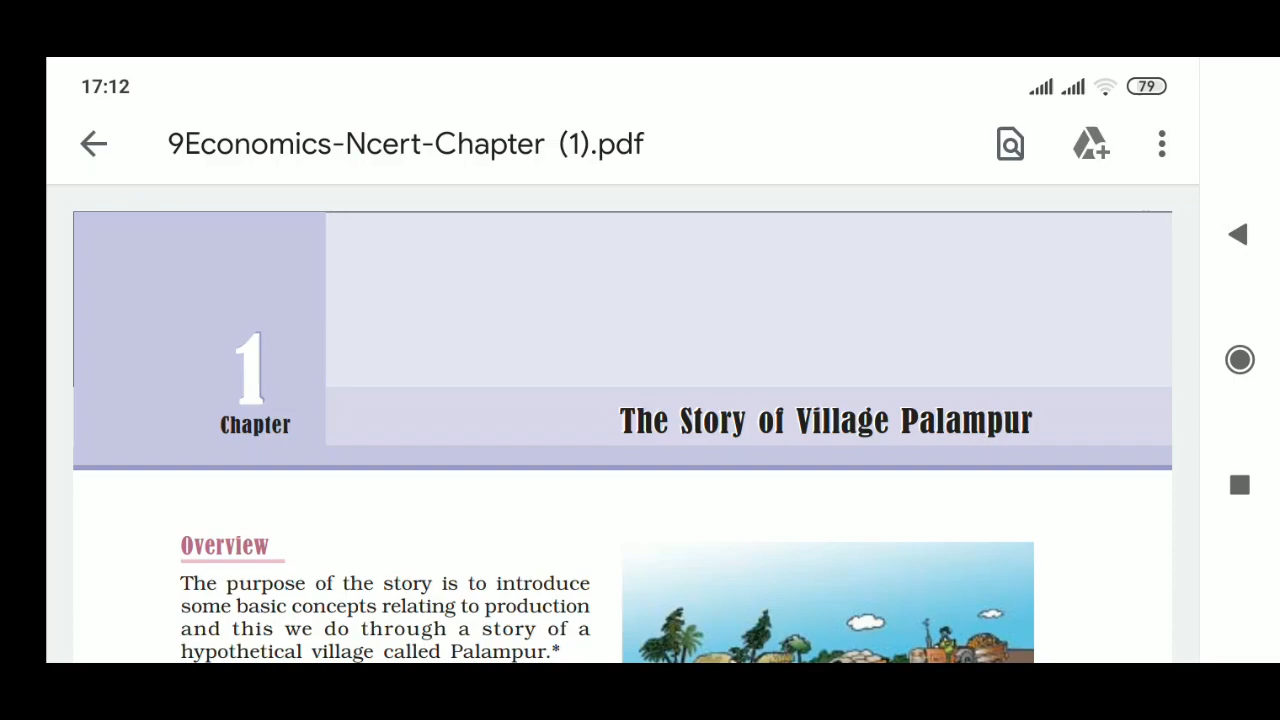 17:12
79
9Economics-Ncert-Chapter (1).pdf
1
Chapter
The Story of Village Palampur
Overview
The purpose of the story is to introduce
some basic concepts relating to production
and this we do through a story of a
hypothetical village called Palampur.*